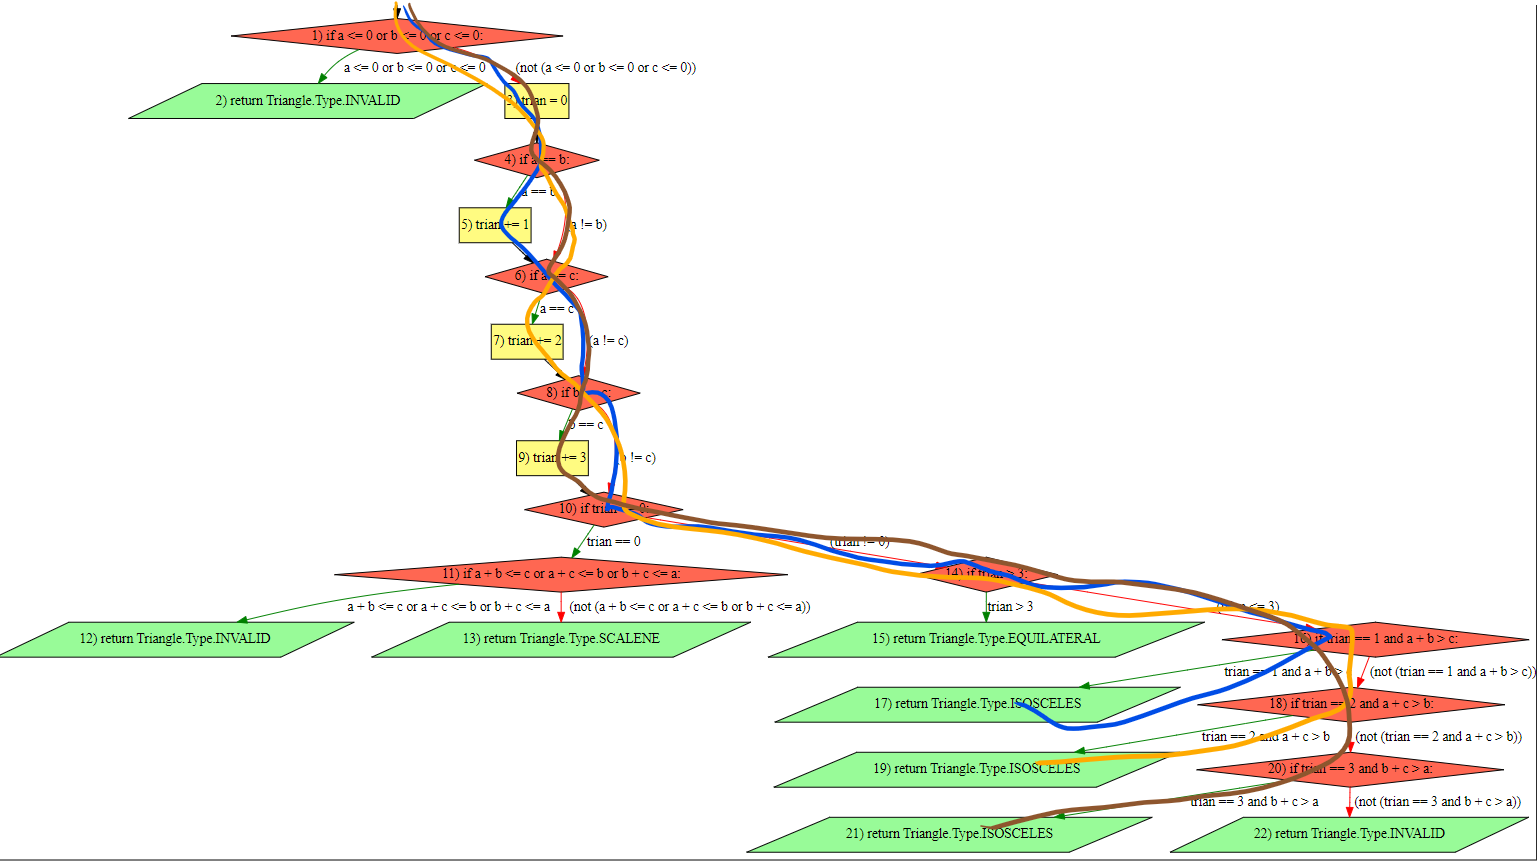 1) if a <= 0 or b <= 0 or c <= 0:
a <= 0 or b <= 0 or c <= 0
(not (a <= 0 or b <= 0 or c <= 0))
2) return Triangle.Type.INVALID
3) trian = 0
4) if a == b:
a == b
5) trian += 1
(a != b)
6) if a == c:
a == c
7) trian += 2
(a != c)
8) if b == c:
b == c
9) trian += 3
(b != c)
10) if trian == 0:
trian == 0
(trian != 0)
11) if a + b <= c or a + c <= b or b + c <= a:
14) if trian > 3:
a + b <= c or a + c <= b or b + c <= a
(not (a + b <= c or a + c <= b or b + c <= a))
trian > 3
(trian <= 3)
12) return Triangle.Type.INVALID
13) return Triangle.Type.SCALENE
15) return Triangle.Type.EQUILATERAL
16) if trian == 1 and a + b > c:
trian == 1 and a + b > c
(not (trian == 1 and a + b > c))
17) return Triangle.Type.ISOSCELES
18) if trian == 2 and a + c > b:
trian == 2 and a + c > b
(not (trian == 2 and a + c > b))
19) return Triangle.Type.ISOSCELES
20) if trian == 3 and b + c > a:
trian == 3 and b + c > a
(not (trian == 3 and b + c > a))
21) return Triangle.Type.ISOSCELES
22) return Triangle.Type.INVALID